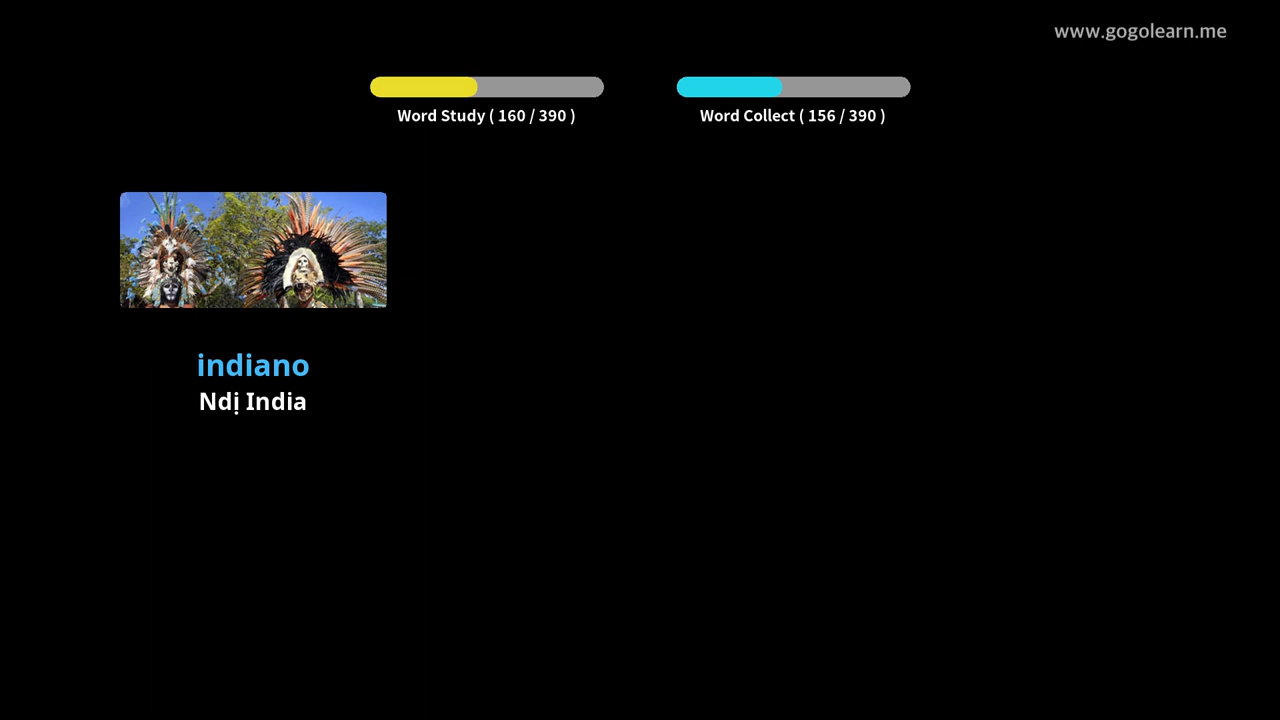 www.gogolearn.me
Word Study ( 160 / 390 )
Word Collect ( 156 / 390 )
indiano
Ndị India